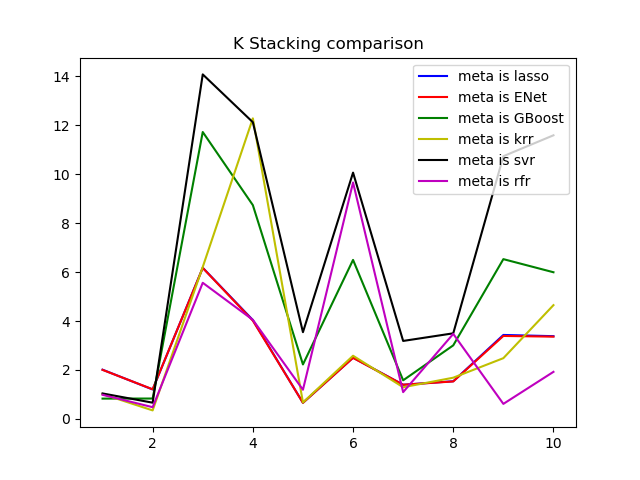 K Stacking comparison
14
12
10
8
6
4
2
0
meta is lasso
meta is ENet
meta is GBoost
meta is krr
meta is svr
meta is rfr
2 4 6 8 10